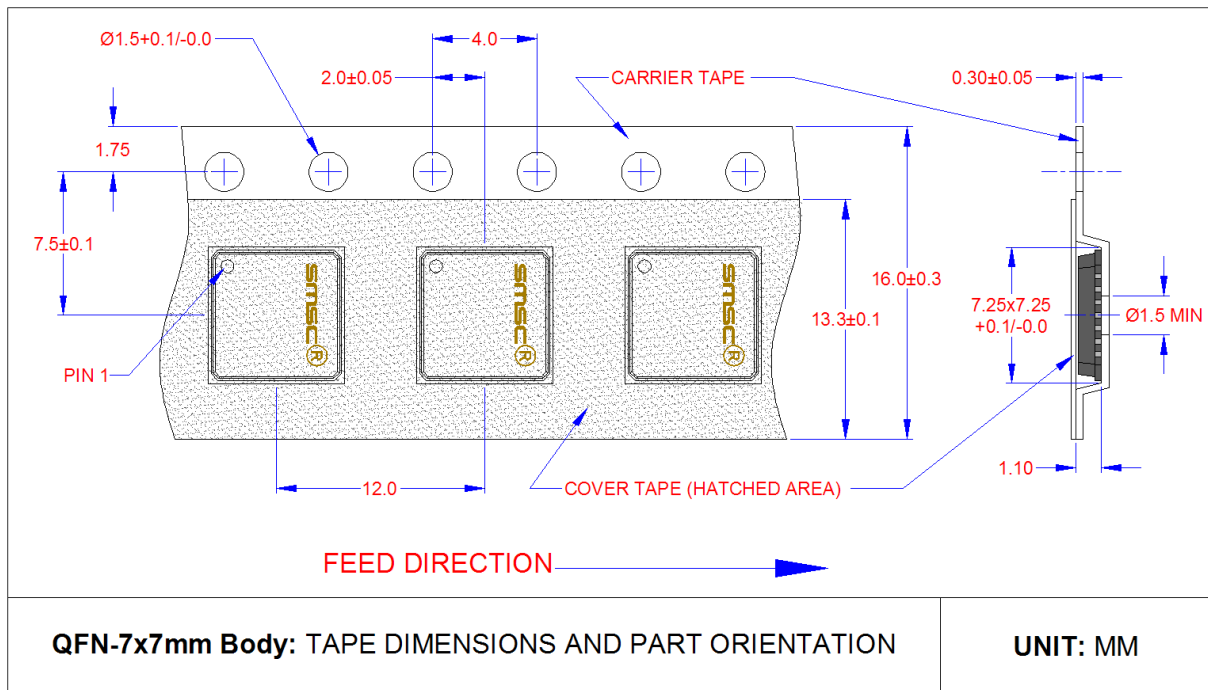 Ø1.5+0.1/-0.0
4.0
2.0±0.05
CARRIER TAPE
0.30±0.05
1.75
7.5±0.1
16.0±0.3
13.3±0.1
7.25x7.25
+0.1/-0.0
Ø1.5 MIN
smsc®
smsc®
smsc®
PIN 1
1.10
12.0
COVER TAPE (HATCHED AREA)
FEED DIRECTION
QFN-7x7mm Body: TAPE DIMENSIONS AND PART ORIENTATION
UNIT: MM